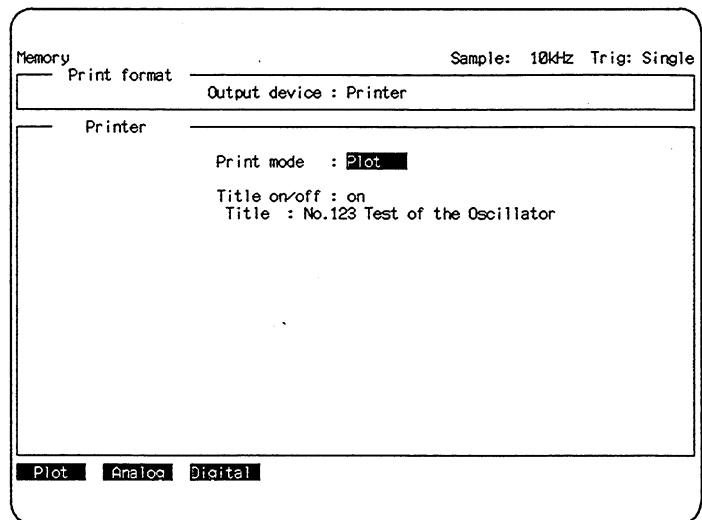 Memory Sample: 10kHz Trig: Single
Print format
Output device : Printer
Printer
Print mode : Plot
Title on/off : on
Title : No.123 Test of the Oscillator
Plot Analog Digital